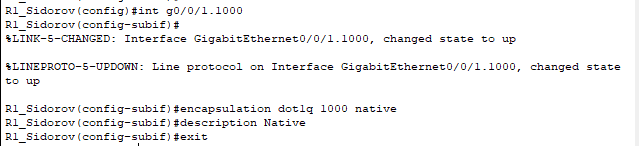 R1_Sidorov(config)#int g0/0/1.1000
R1_Sidorov(config-subif)#
%LINK-5-CHANGED: Interface GigabitEthernet0/0/1.1000, changed state to up
%LINEPROTO-5-UPDOWN: Line protocol on Interface GigabitEthernet0/0/1.1000, changed state
to up
R1_Sidorov(config-subif)#encapsulation dot1q 1000 native
R1_Sidorov(config-subif)#description Native
R1_Sidorov(config-subif)#exit